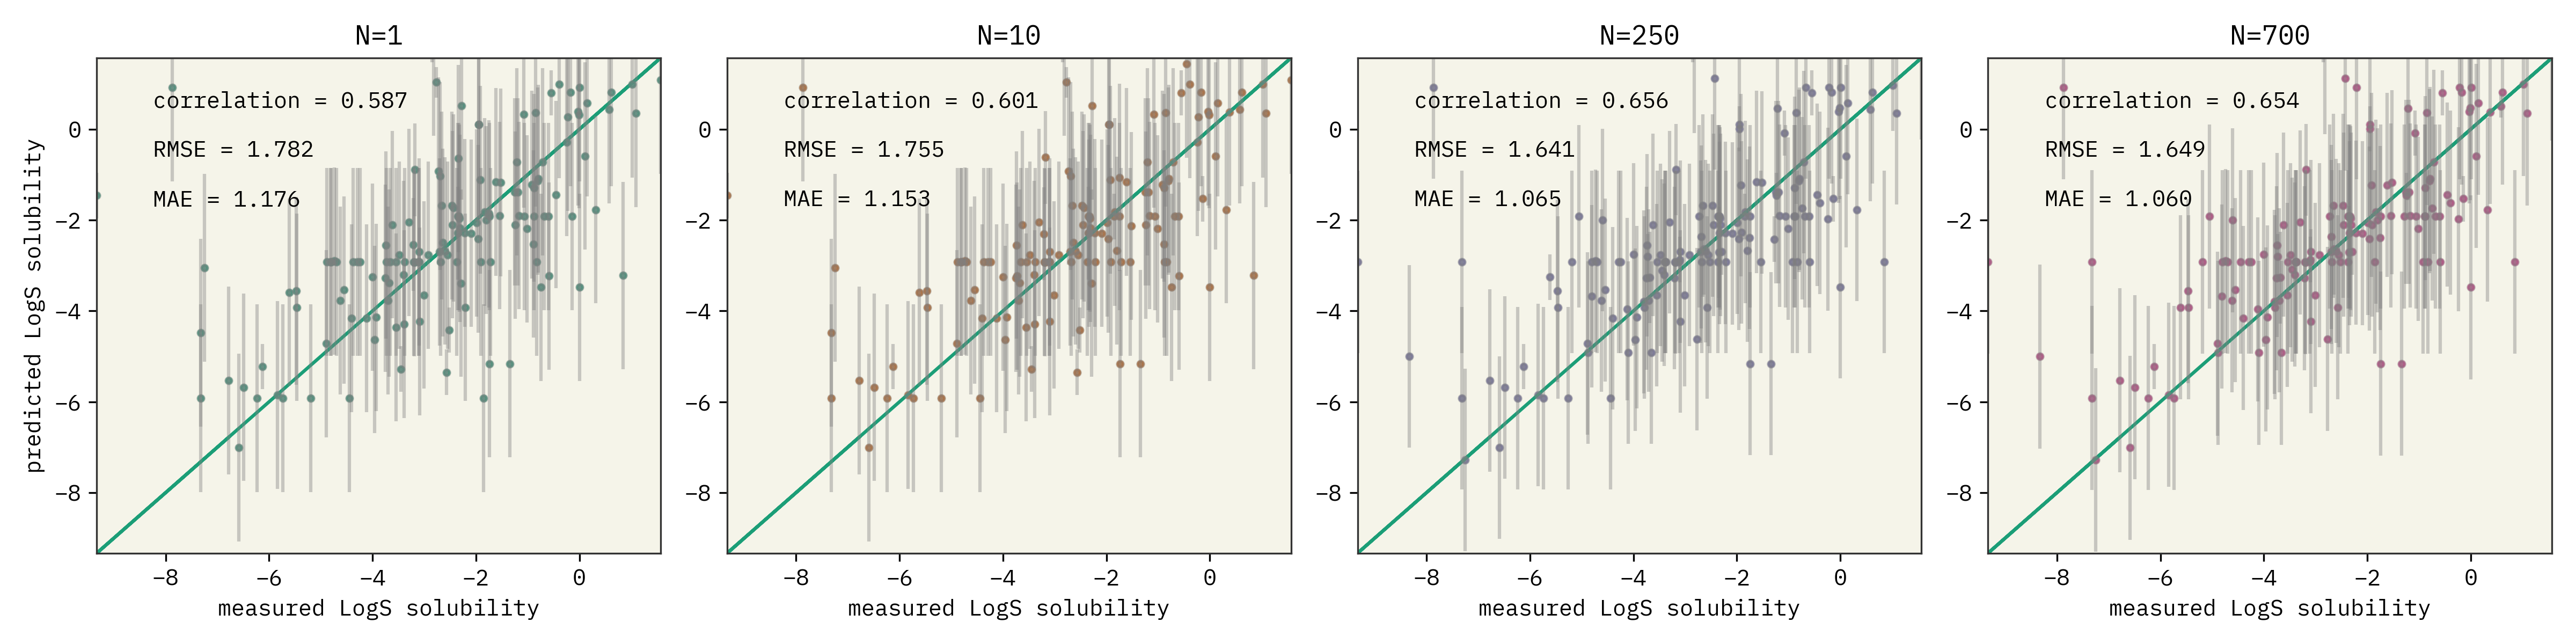 N=1
correlation = 0.587
RMSE = 1.782
MAE = 1.176
0
−2
−4
−6
−8
predicted LogS solubility
−8 −6 −4 −2 0
measured LogS solubility
N=10
correlation = 0.601
RMSE = 1.755
MAE = 1.153
0
−2
−4
−6
−8
−8 −6 −4 −2 0
measured LogS solubility
N=250
correlation = 0.656
RMSE = 1.641
MAE = 1.065
0
−2
−4
−6
−8
−8 −6 −4 −2 0
measured LogS solubility
N=700
correlation = 0.654
RMSE = 1.649
MAE = 1.060
0
−2
−4
−6
−8
−8 −6 −4 −2 0
measured LogS solubility